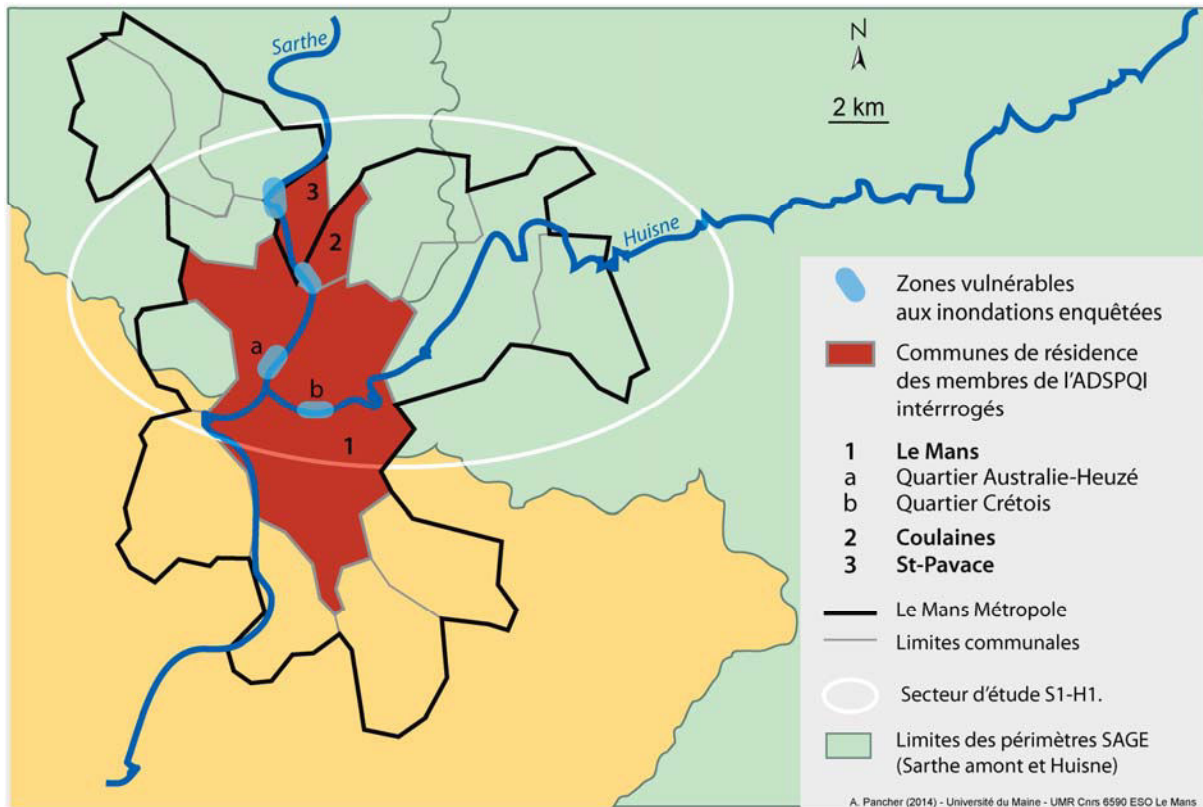 Sarthe
N
2 km
3
2
Huisne
a
b
1
Zones vulnérables
aux inondations enquêtées
Communes de résidence
des membres de l'ADSPQI
intérrrogés
1 Le Mans
a Quartier Australie-Heuzé
b Quartier Crétois
2 Coulaines
3 St-Pavace
Le Mans Métropole
Limites communales
Secteur d'étude S1-H1.
Limites des périmètres SAGE
(Sarthe amont et Huisne)
A. Pancher (2014) - Université du Maine - UMR Cnrs 6590 ESO Le Mans